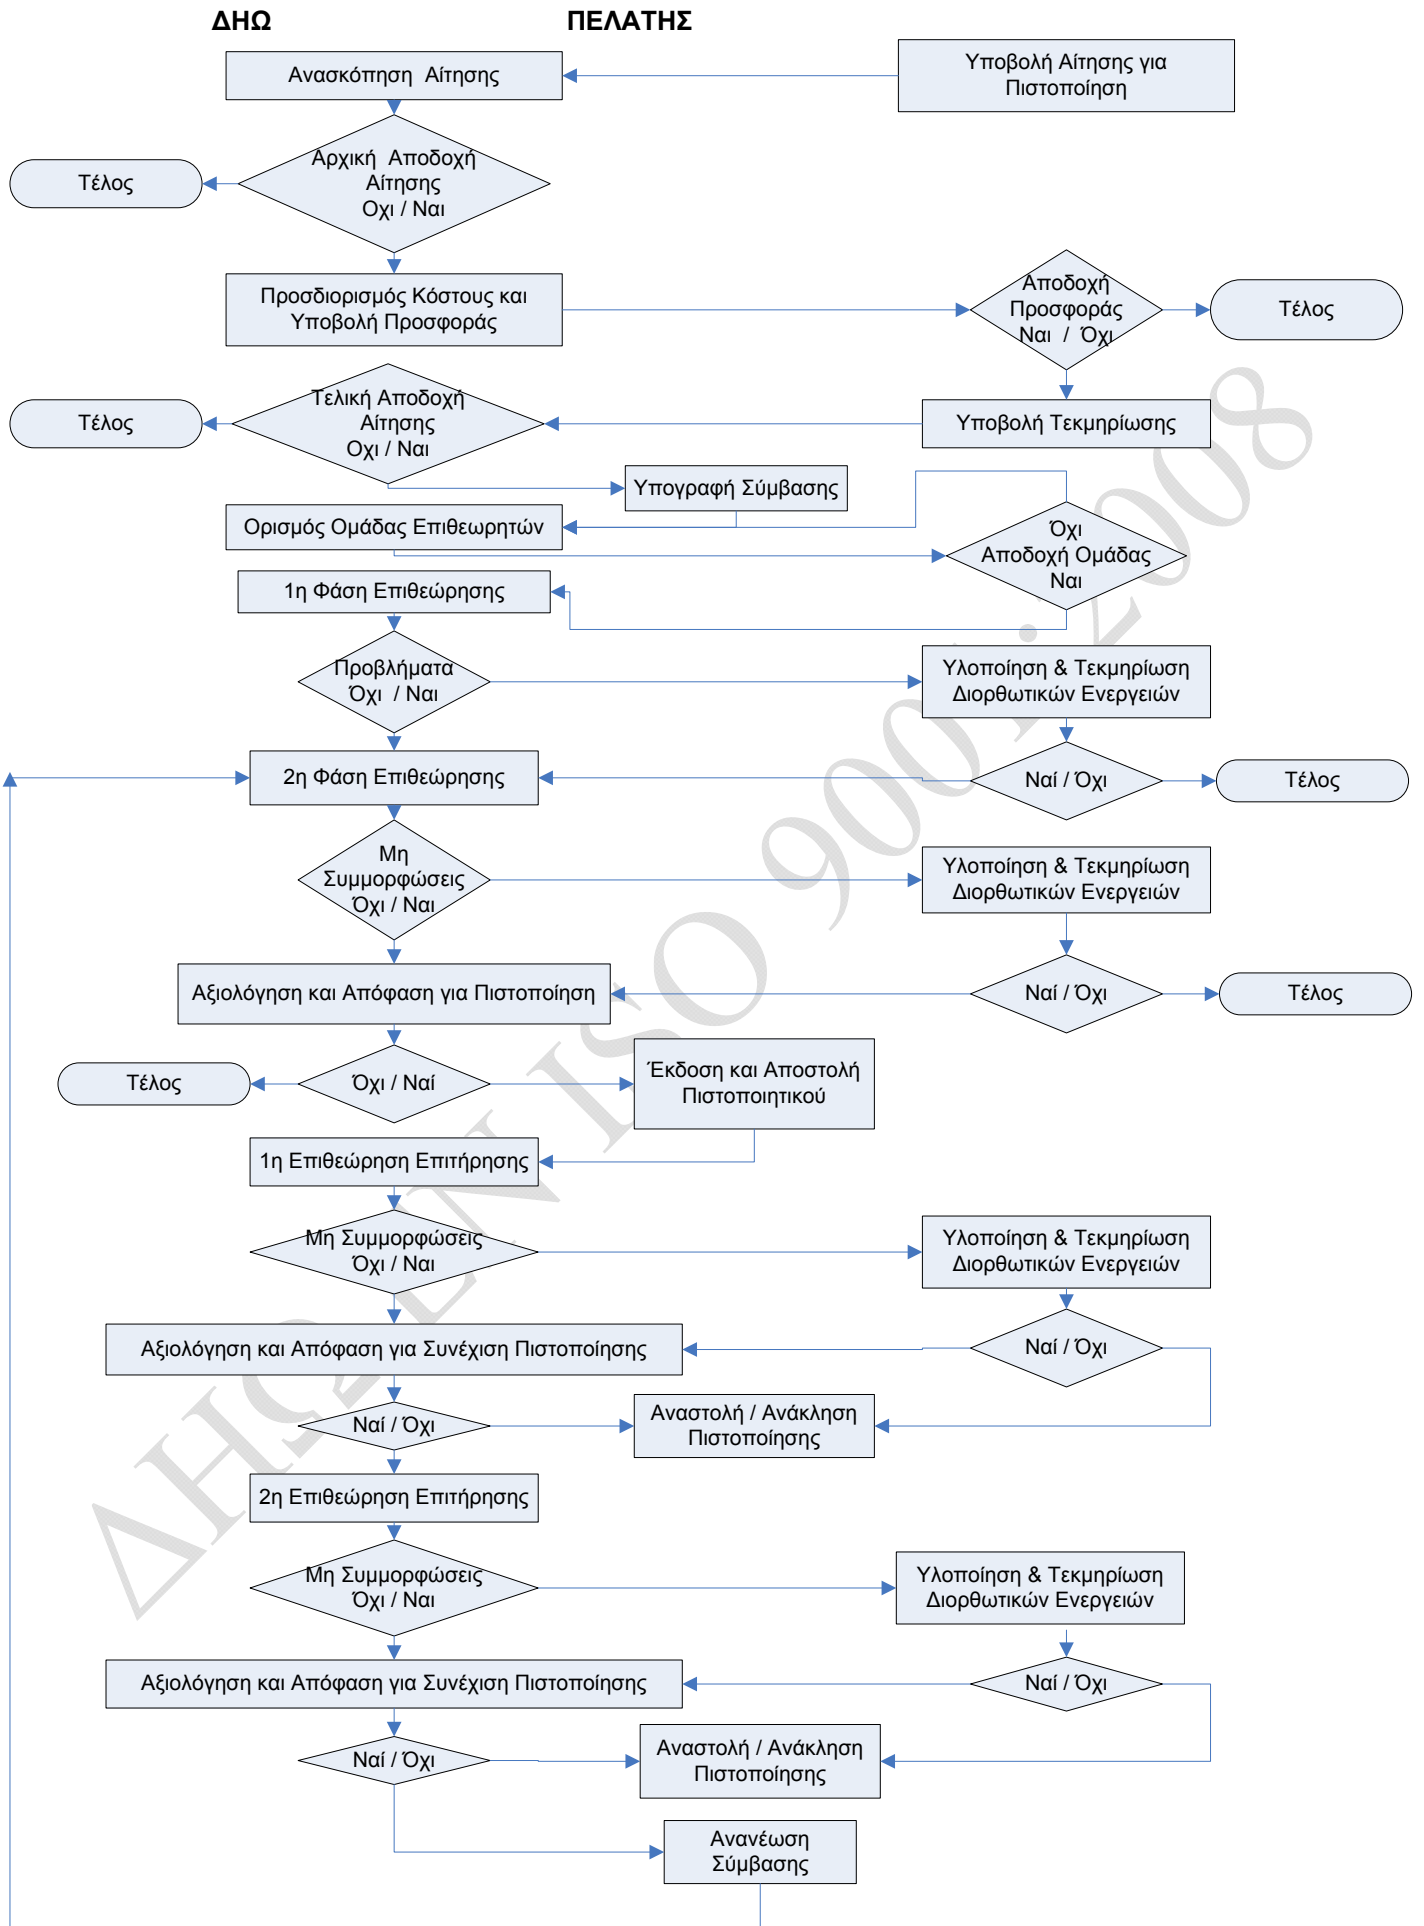 ΔΗΩ
ΠΕΛΑΤΗΣ
Ανασκόπηση Αίτησης
Υποβολή Αίτησης για
Πιστοποίηση
Αρχική Αποδοχή
Αίτησης
Οχι / Ναι
Τέλος
Προσδιορισμός Κόστους και
Υποβολή Προσφοράς
Αποδοχή
Προσφοράς
Ναι / Όχι
Τέλος
Τελική Αποδοχή
Αίτησης
Οχι / Ναι
Τέλος
Υποβολή Τεκμηρίωσης
Υπογραφή Σύμβασης
Ορισμός Ομάδας Επιθεωρητών
Όχι
Αποδοχή Ομάδας
Ναι
1η Φάση Επιθεώρησης
Προβλήματα
Όχι / Ναι
Υλοποίηση & Τεκμηρίωση
Διορθωτικών Ενεργειών
2η Φάση Επιθεώρησης
Ναί / Όχι
Τέλος
Μη
Συμμορφώσεις
Όχι / Ναι
Υλοποίηση & Τεκμηρίωση
Διορθωτικών Ενεργειών
Αξιολόγηση και Απόφαση για Πιστοποίηση
Ναί / Όχι
Τέλος
Τέλος
Όχι / Ναί
Έκδοση και Αποστολή
Πιστοποιητικού
1η Επιθεώρηση Επιτήρησης
Μη Συμμορφώσεις
Όχι / Ναι
Υλοποίηση & Τεκμηρίωση
Διορθωτικών Ενεργειών
Αξιολόγηση και Απόφαση για Συνέχιση Πιστοποίησης
Ναί / Όχι
Ναί / Όχι
Αναστολή / Ανάκληση
Πιστοποίησης
2η Επιθεώρηση Επιτήρησης
Μη Συμμορφώσεις
Όχι / Ναι
Υλοποίηση & Τεκμηρίωση
Διορθωτικών Ενεργειών
Αξιολόγηση και Απόφαση για Συνέχιση Πιστοποίησης
Ναί / Όχι
Ναί / Όχι
Αναστολή / Ανάκληση
Πιστοποίησης
Ανανέωση
Σύμβασης
ΔΗΩ EN ISO 9001:2008